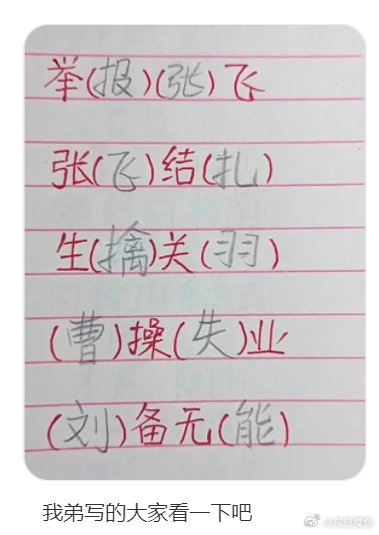 举(报)(张)飞
张(飞)结(扎)
生(擒)关(羽)
(曹)操(失)业
(刘)备无(能)
我弟写的大家看一下吧